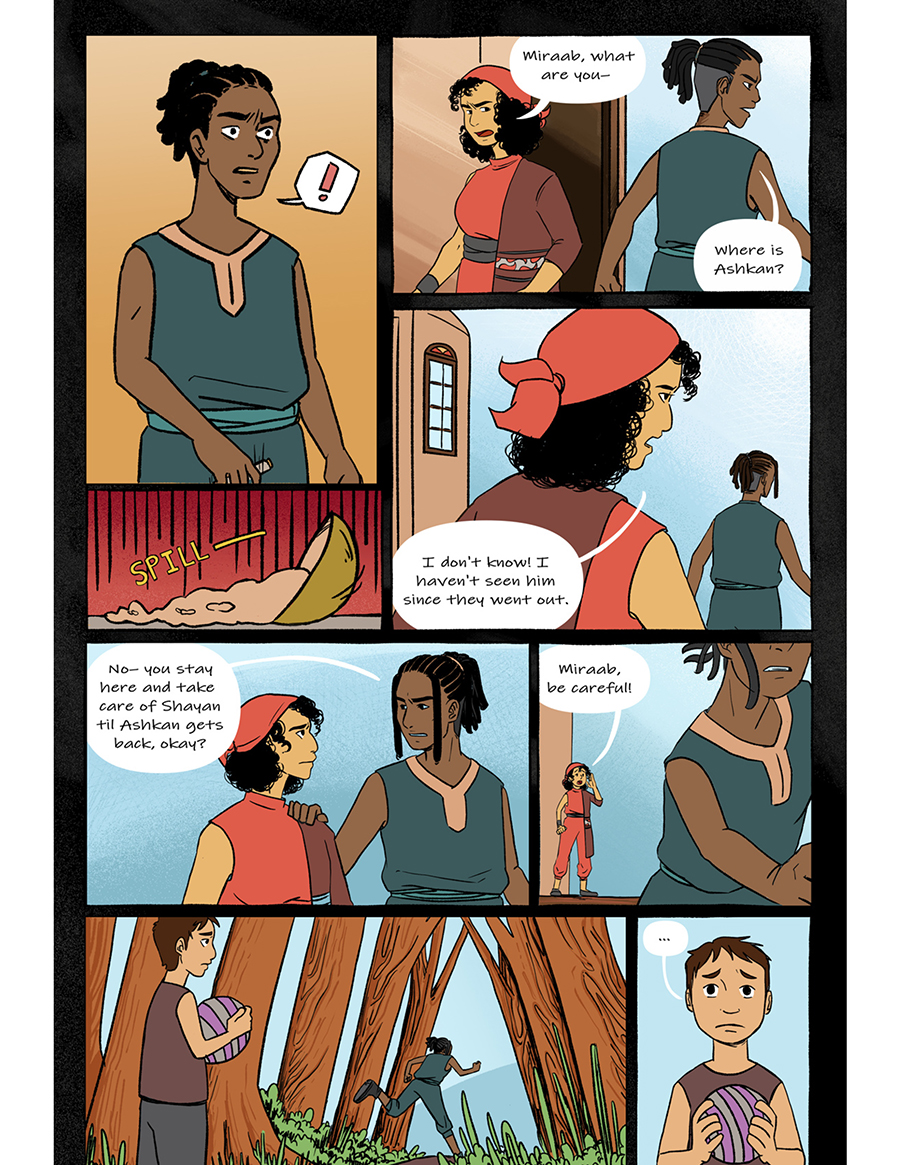 !
Miraab, what
are you–
Where is
Ashkan?
SPILL
I don't know! I
haven't seen him
since they went out.
No– you stay
here and take
care of Shayan
til Ashkan gets
back, okay?
Miraab,
be careful!
...